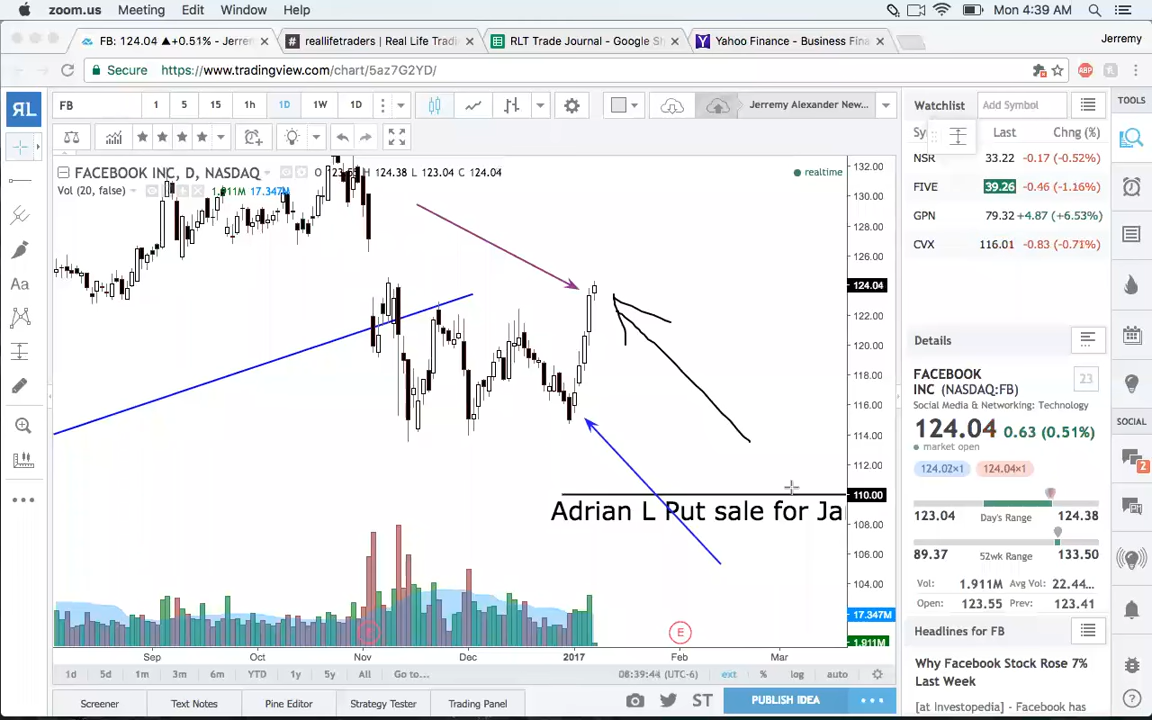 zoom.us Meeting Edit Window Help Mon 4:39 AM
FB: 124.04 ▲+0.51% - Jerrem × # reallifetraders | Real Life Tradi × RLT Trade Journal - Google Sh × Yahoo Finance - Business Fina × Jerremy
Secure https://www.tradingview.com/chart/5az7G2YD/ ABP
RL FB 1 5 15 1h 1D 1W 1D Jerremy Alexander New... Watchlist Add Symbol TOOLS
Sy Last Chng (%)
NSR 33.22 -0.17 (-0.52%)
FIVE 39.26 -0.46 (-1.16%)
GPN 79.32 +4.87 (+6.53%)
CVX 116.01 -0.83 (-0.71%)
FACEBOOK INC, D, NASDAQ H 124.38 L 123.04 C 124.04 realtime
Vol (20, false) 1.911M 17.347M
132.00
130.00
128.00
126.00
124.04
122.00
120.00
118.00
116.00
114.00
112.00
110.00
108.00
106.00
104.00
17.347M
1.911M
Adrian L Put sale for Ja
E E
Sep Oct Nov Dec 2017 Feb Mar
1d 5d 1m 3m 6m YTD 1y 5y All Go to... 08:39:44 (UTC-6) ext % log auto
Screener Text Notes Pine Editor Strategy Tester Trading Panel ST PUBLISH IDEA
Details
FACEBOOK 23
INC (NASDAQ:FB)
Social Media & Networking: Technology
124.04 0.63 (0.51%)
market open
124.02×1 124.04×1
123.04 Day's Range 124.38
89.37 52wk Range 133.50
Vol: 1.911M Avg Vol: 22.44...
Open: 123.55 Prev: 123.41
Headlines for FB
Why Facebook Stock Rose 7%
Last Week
[at Investopedia] - Facebook has
SOCIAL
2
Aa